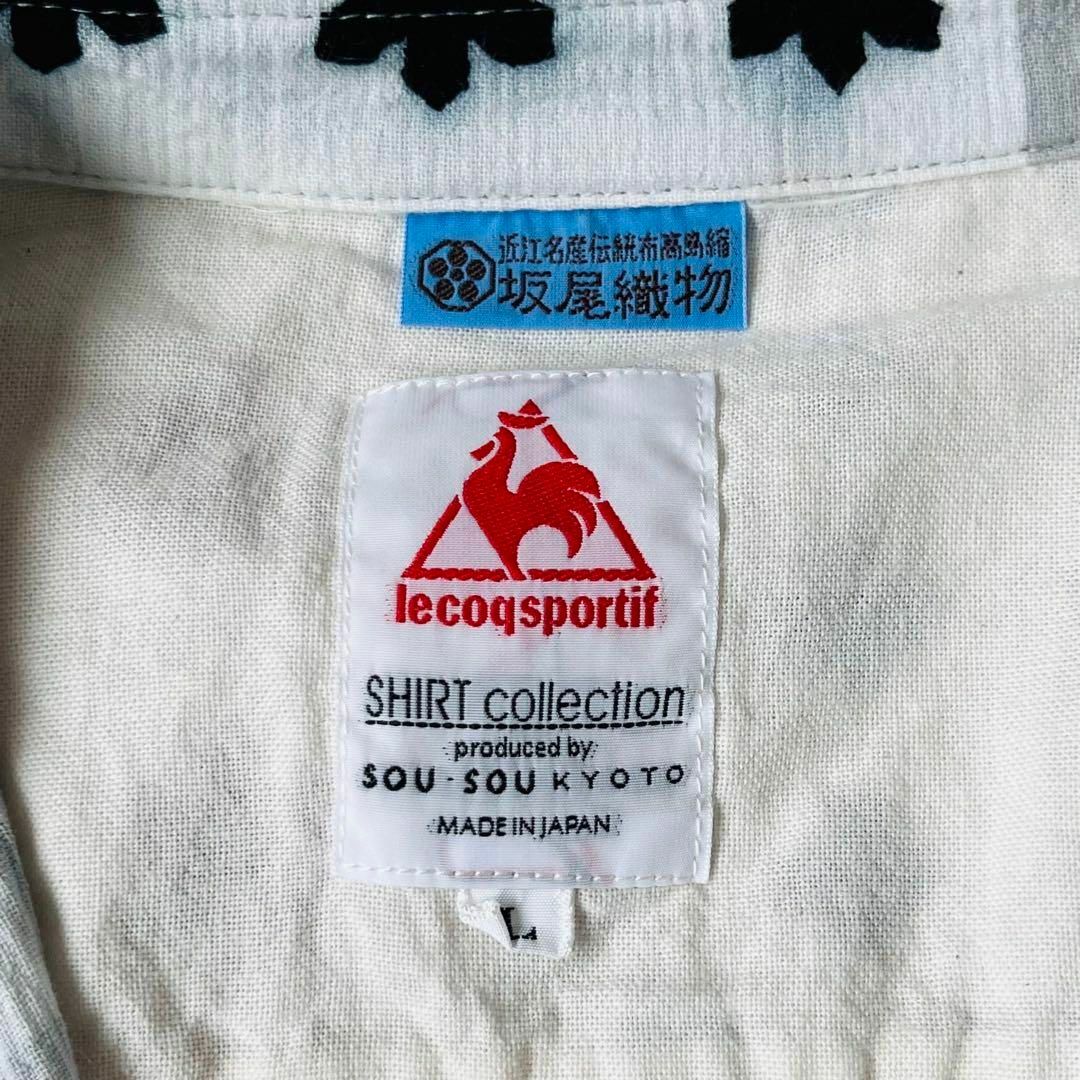 近江名産伝統布高島縮
坂尾織物
lecoqsportif
SHIRT collection
produced by
SOU・SOU KYOTO
MADE IN JAPAN
L